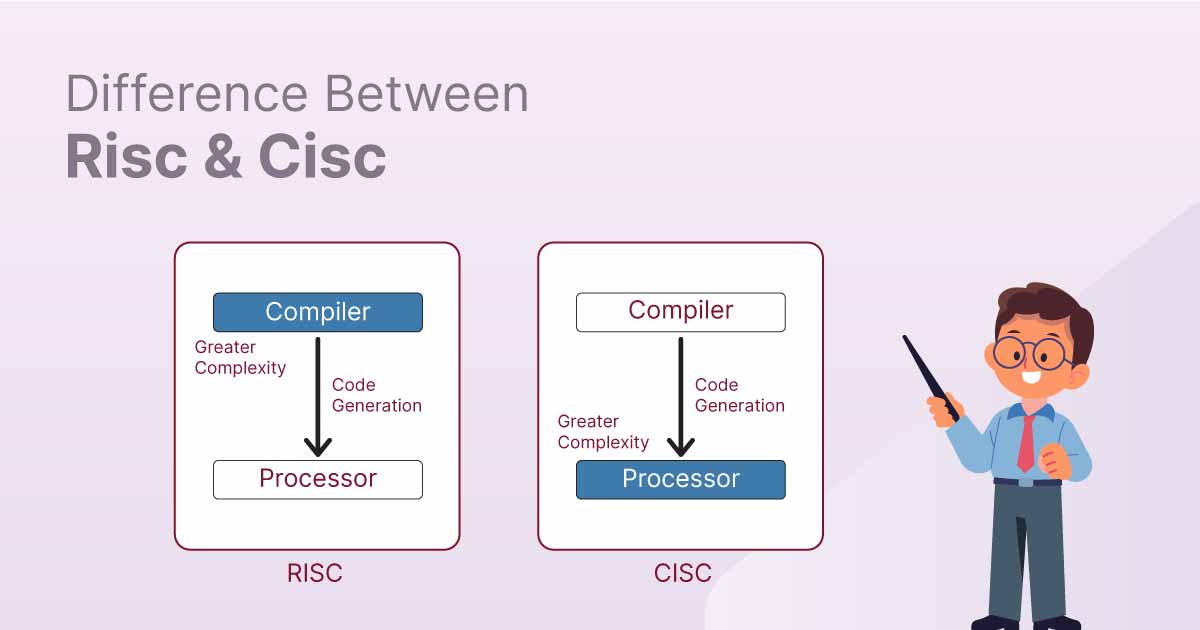 Difference Between
Risc & Cisc
Compiler
Greater
Complexity
Code
Generation
Processor
RISC
Compiler
Code
Generation
Greater
Complexity
Processor
CISC